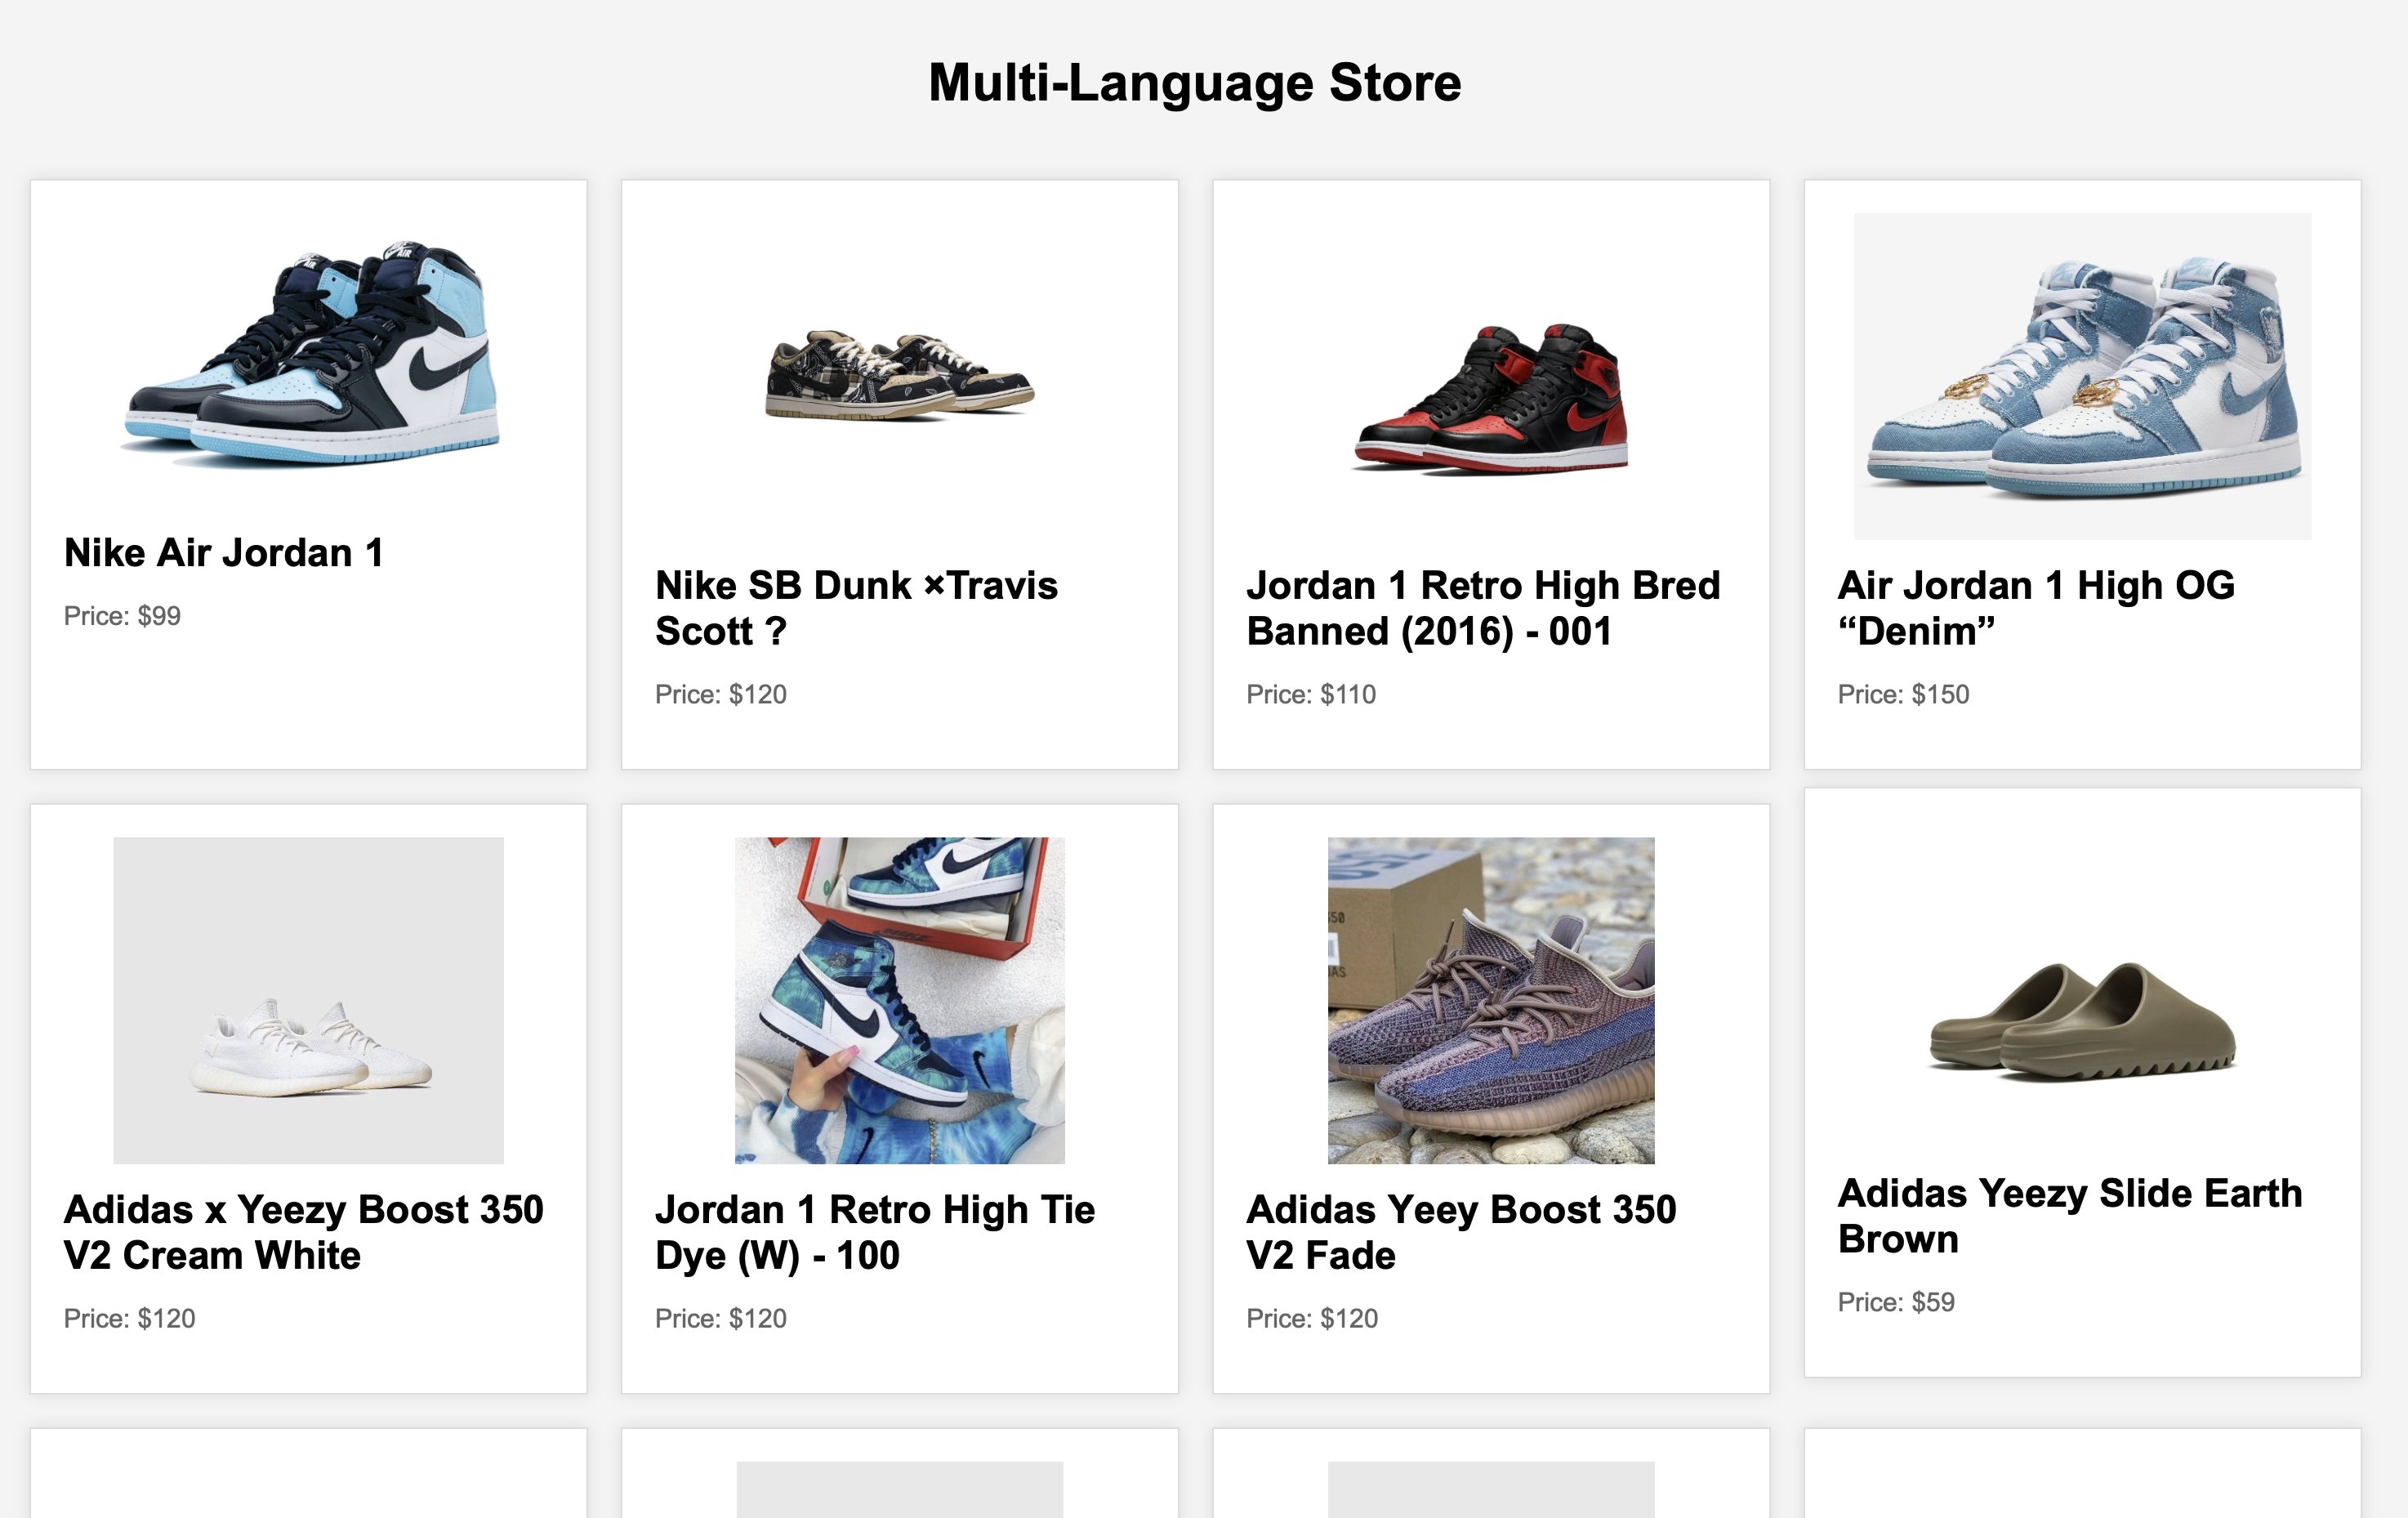 Multi-Language Store
Nike Air Jordan 1
Price: $99
Nike SB Dunk ×Travis
Scott ?
Price: $120
Jordan 1 Retro High Bred
Banned (2016) - 001
Price: $110
Air Jordan 1 High OG
“Denim”
Price: $150
Adidas x Yeezy Boost 350
V2 Cream White
Price: $120
Jordan 1 Retro High Tie
Dye (W) - 100
Price: $120
Adidas Yeey Boost 350
V2 Fade
Price: $120
Adidas Yeezy Slide Earth
Brown
Price: $59